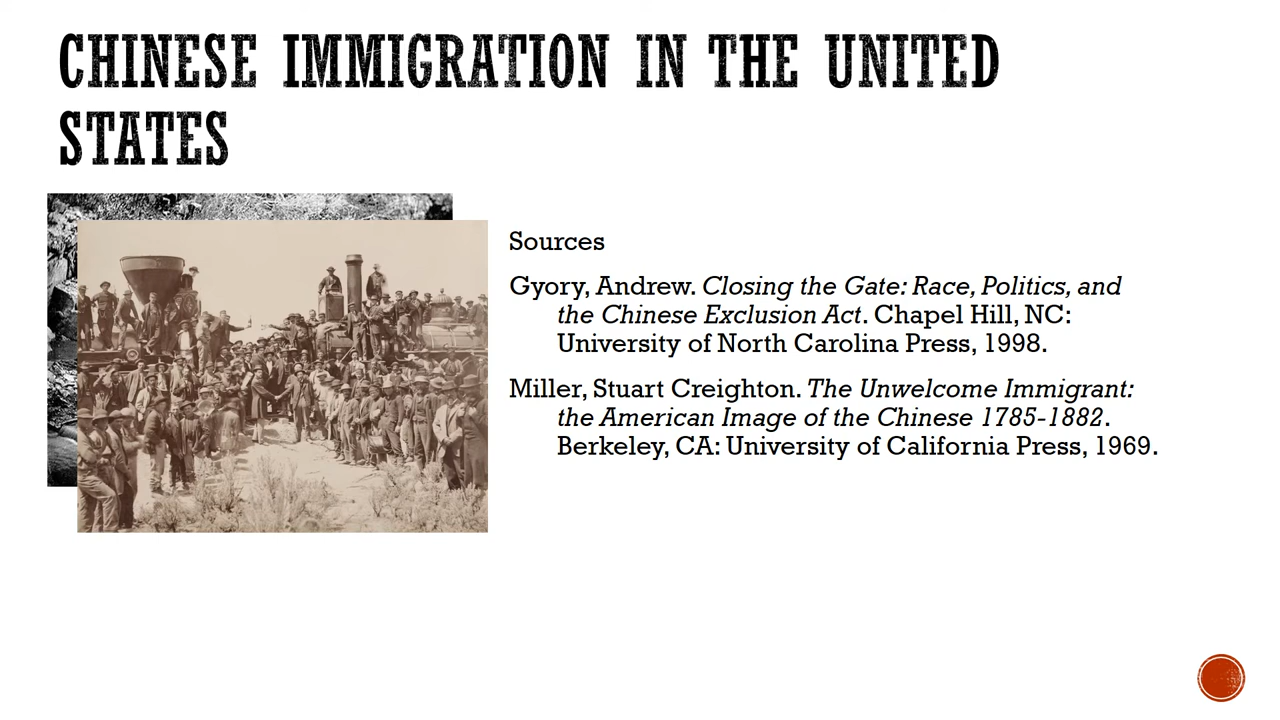 CHINESE IMMIGRATION IN THE UNITED
STATES
Sources
Gyory, Andrew. Closing the Gate: Race, Politics, and
the Chinese Exclusion Act. Chapel Hill, NC:
University of North Carolina Press, 1998.
Miller, Stuart Creighton. The Unwelcome Immigrant:
the American Image of the Chinese 1785-1882.
Berkeley, CA: University of California Press, 1969.